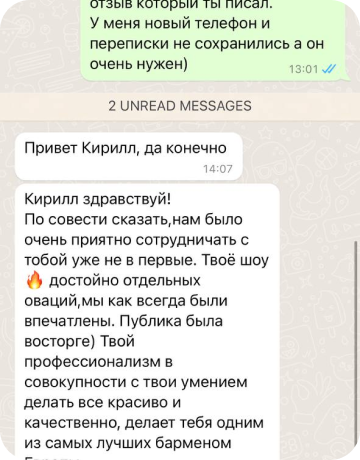 отзыв который ты писал.
У меня новый телефон и
переписки не сохранились а он
очень нужен)
13:01
2 UNREAD MESSAGES
Привет Кирилл, да конечно
14:07
Кирилл здравствуй!
По совести сказать,нам было
очень приятно сотрудничать с
тобой уже не в первые. Твоё шоу
🔥 достойно отдельных
оваций,мы как всегда были
впечатлены. Публика была
восторге) Твой
профессионализм в
совокупности с твои умением
делать все красиво и
качественно, делает тебя одним
из самых лучших барменом